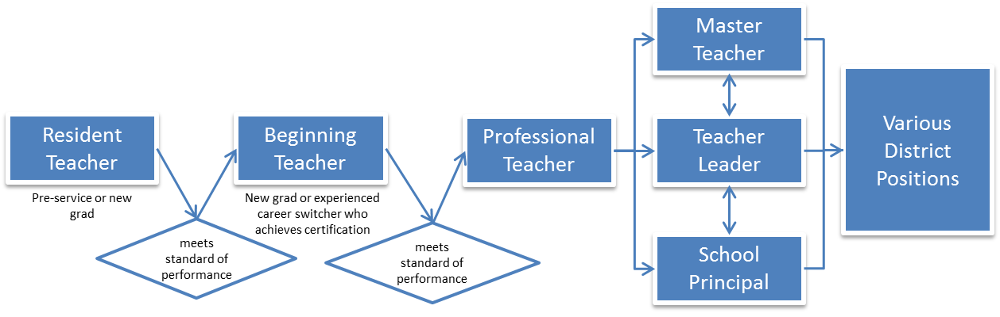 Resident
Teacher
Pre-service or new
grad
meets
standard of
performance
Beginning
Teacher
New grad or experienced
career switcher who
achieves certification
meets
standard of
performance
Professional
Teacher
Master
Teacher
Teacher
Leader
School
Principal
Various
District
Positions